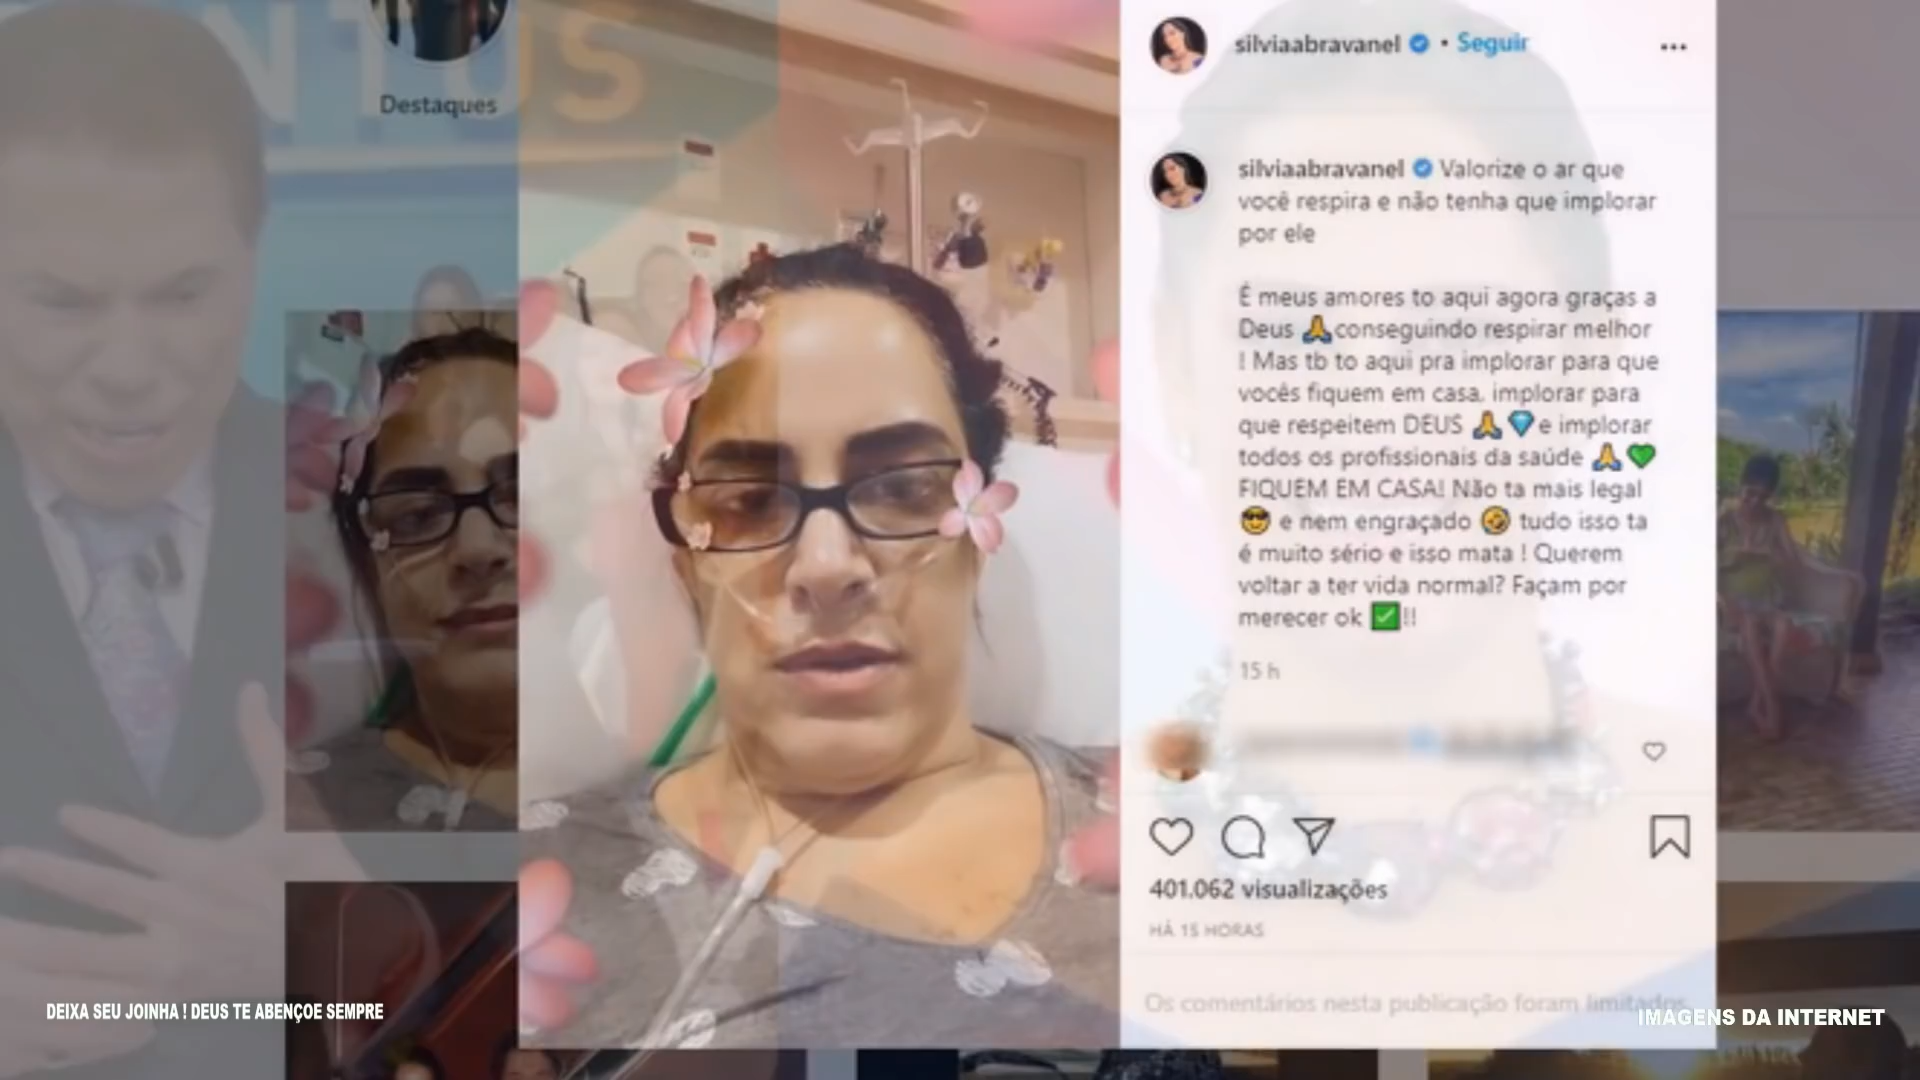 NTOS
Destaques
silviaabravanel • Seguir
silviaabravanel Valorize o ar que
você respira e não tenha que implorar
por ele
É meus amores to aqui agora graças a
Deus 🙏conseguindo respirar melhor
! Mas tb to aqui pra implorar para que
vocês fiquem em casa, implorar para
que respeitem DEUS 🙏💎e implorar
todos os profissionais da saúde 🙏💚
FIQUEM EM CASA! Não ta mais legal
😎 e nem engraçado 🤣 tudo isso ta
é muito sério e isso mata ! Querem
voltar a ter vida normal? Façam por
merecer ok ✅!!
15 h
401.062 visualizações
HÁ 15 HORAS
Os comentários nesta publicação foram limitados.
DEIXA SEU JOINHA ! DEUS TE ABENÇOE SEMPRE
IMAGENS DA INTERNET